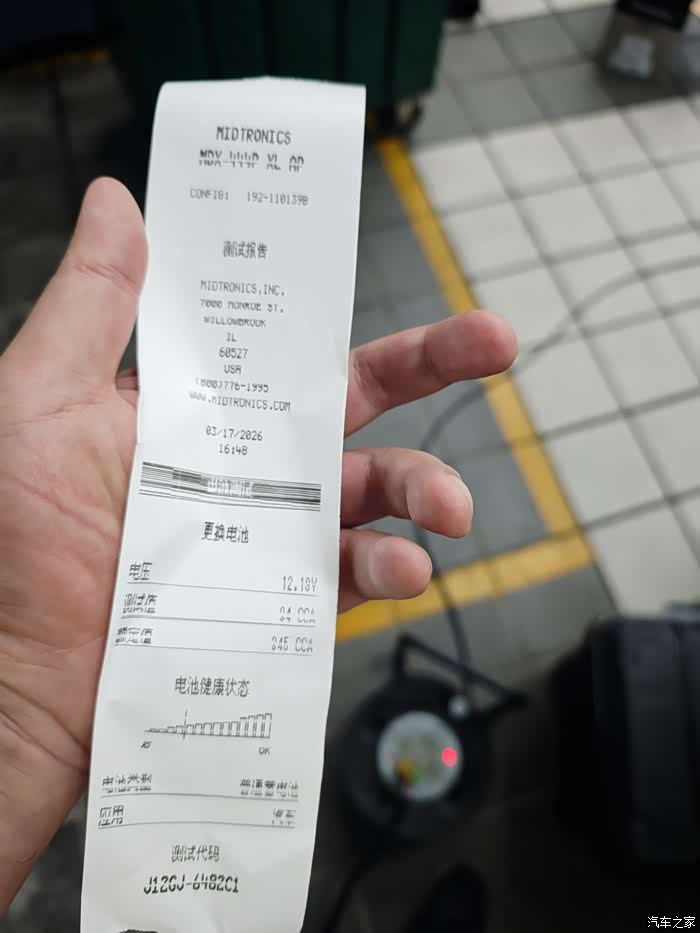 MIDTRONICS
MDX-444P XL AP
CONFIG: 192-110139B
测试报告
MIDTRONICS,INC.
7000 MONROE ST.
WILLOWBROOK
IL
60527
USA
(800)776-1995
WWW.MIDTRONICS.COM
03/17/2026
16:48
更换电池
电压 12.13V
测试值 84 CCA
额定值 345 CCA
电池健康状态
OK
电池类型 普通蓄电池
应用 汽车
测试代码
J12GJ-6482C1
汽车之家